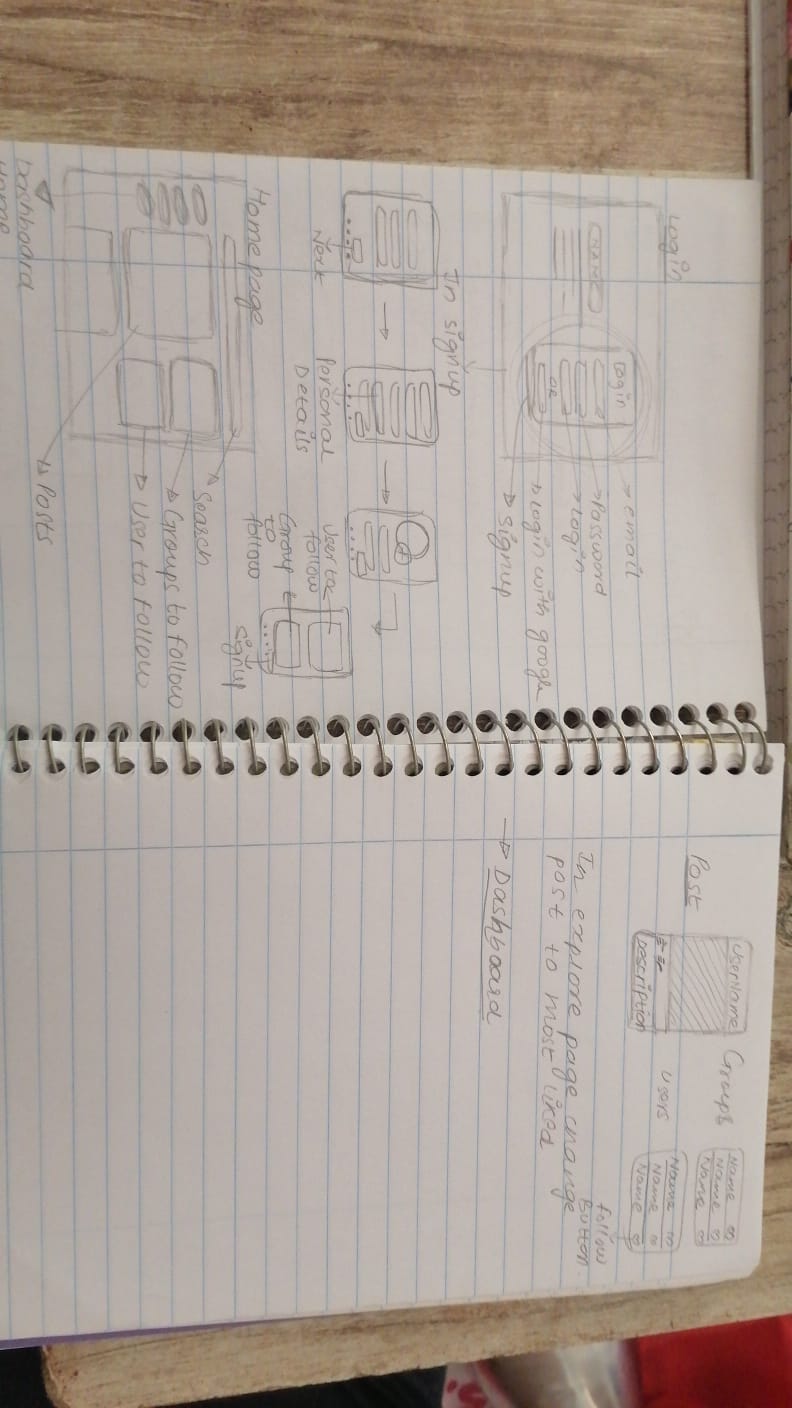 Login
NAME
Login
OR
email
Password
Login
Login with google
signup
In signup
Next
Personal
Details
User to
follow
Group
to
follow
Signup
Home page
Search
Groups to follow
User to follow
Posts
Dashboard
Home
Post
UserName
Description
Groups
Name
Name
Name
Users
Name
Name
Name
follow
Button.
In explore page change
post to most liked
Dashboard